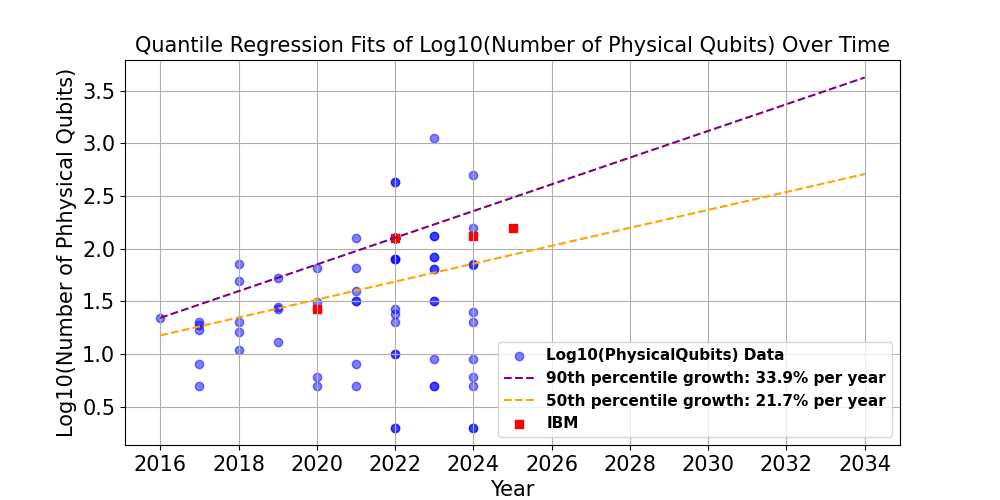 Quantile Regression Fits of Log10(Number of Physical Qubits) Over Time
Log10(Number of Phhysical Qubits)
3.5
3.0
2.5
2.0
1.5
1.0
0.5
Log10(PhysicalQubits) Data
90th percentile growth: 33.9% per year
50th percentile growth: 21.7% per year
IBM
2016 2018 2020 2022 2024 2026 2028 2030 2032 2034
Year